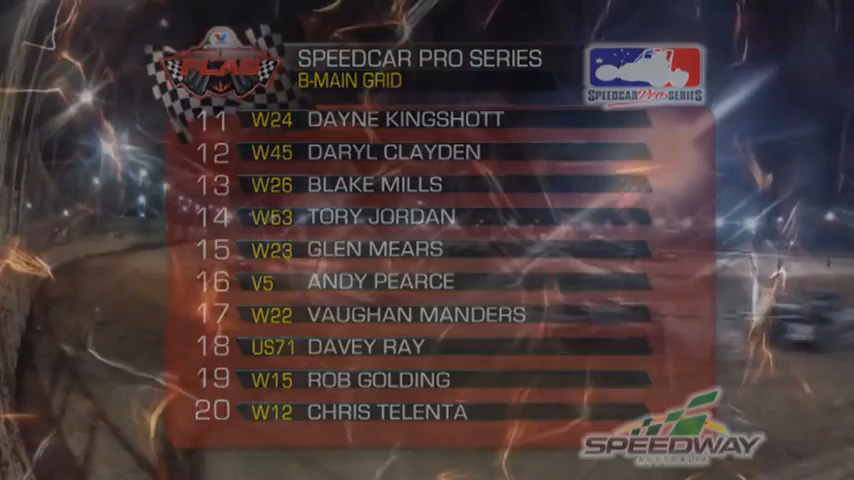 SPEEDCAR PRO SERIES
B-MAIN GRID
SPEEDCAR Pro SERIES
11 W24 DAYNE KINGSHOTT
12 W45 DARYL CLAYDEN
13 W26 BLAKE MILLS
14 W53 TORY JORDAN
15 W23 GLEN MEARS
16 V5 ANDY PEARCE
17 W22 VAUGHAN MANDERS
18 US71 DAVEY RAY
19 W15 ROB GOLDING
20 W12 CHRIS TELENTA
SPEEDWAY
AUSTRALIA